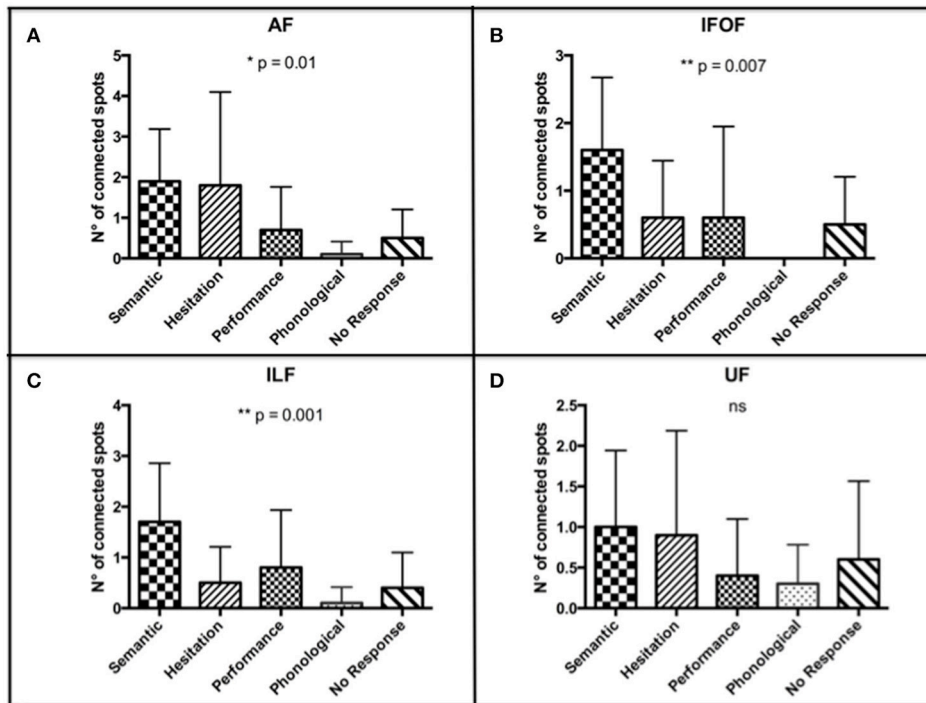 A
AF
* p = 0.01
N° of connected spots
5
4
3
2
1
0
Semantic
Hesitation
Performance
Phonological
No Response
B
IFOF
** p = 0.007
N° of connected spots
3
2
1
0
Semantic
Hesitation
Performance
Phonological
No Response
C
ILF
** p = 0.001
N° of connected spots
4
3
2
1
0
Semantic
Hesitation
Performance
Phonological
No Response
D
UF
ns
N° of connected spots
2.5
2.0
1.5
1.0
0.5
0.0
Semantic
Hesitation
Performance
Phonological
No Response